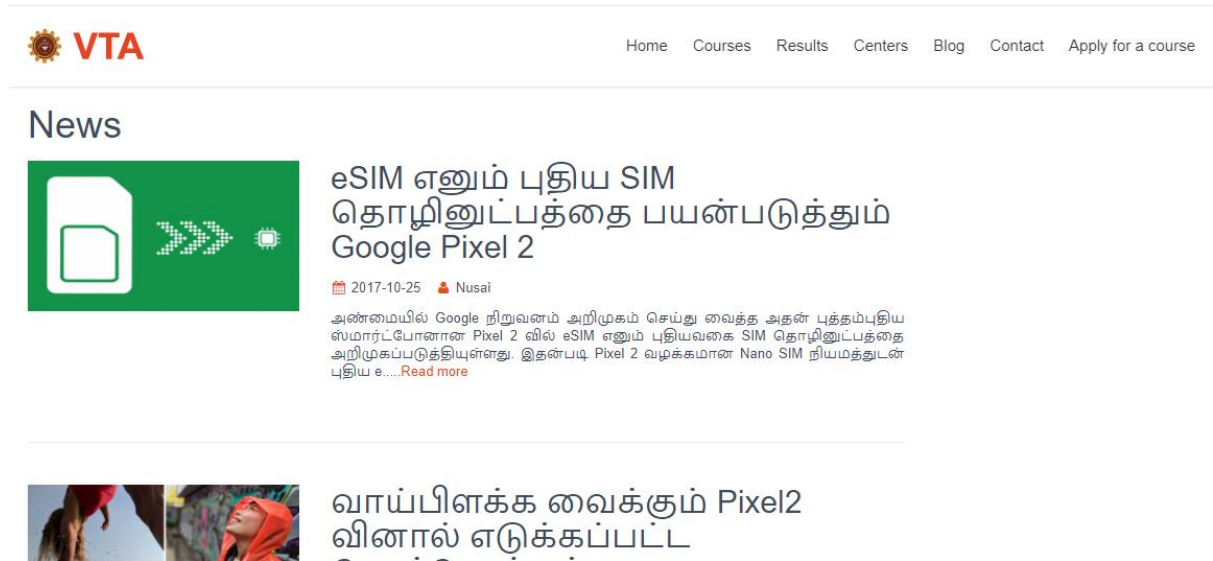 VTA
Home Courses Results Centers Blog Contact Apply for a course
News
eSIM எனும் புதிய SIM
தொழினுட்பத்தை பயன்படுத்தும்
Google Pixel 2
2017-10-25 Nusai
அண்மையில் Google நிறுவனம் அறிமுகம் செய்து வைத்த அதன் புத்தம்புதிய
ஸ்மார்ட்போனான Pixel 2 வில் eSIM எனும் புதியவகை SIM தொழினுட்பத்தை
அறிமுகப்படுத்தியுள்ளது. இதன்படி Pixel 2 வழக்கமான Nano SIM நியமத்துடன்
புதிய e.....Read more
வாய்பிளக்க வைக்கும் Pixel2
வினால் எடுக்கப்பட்ட